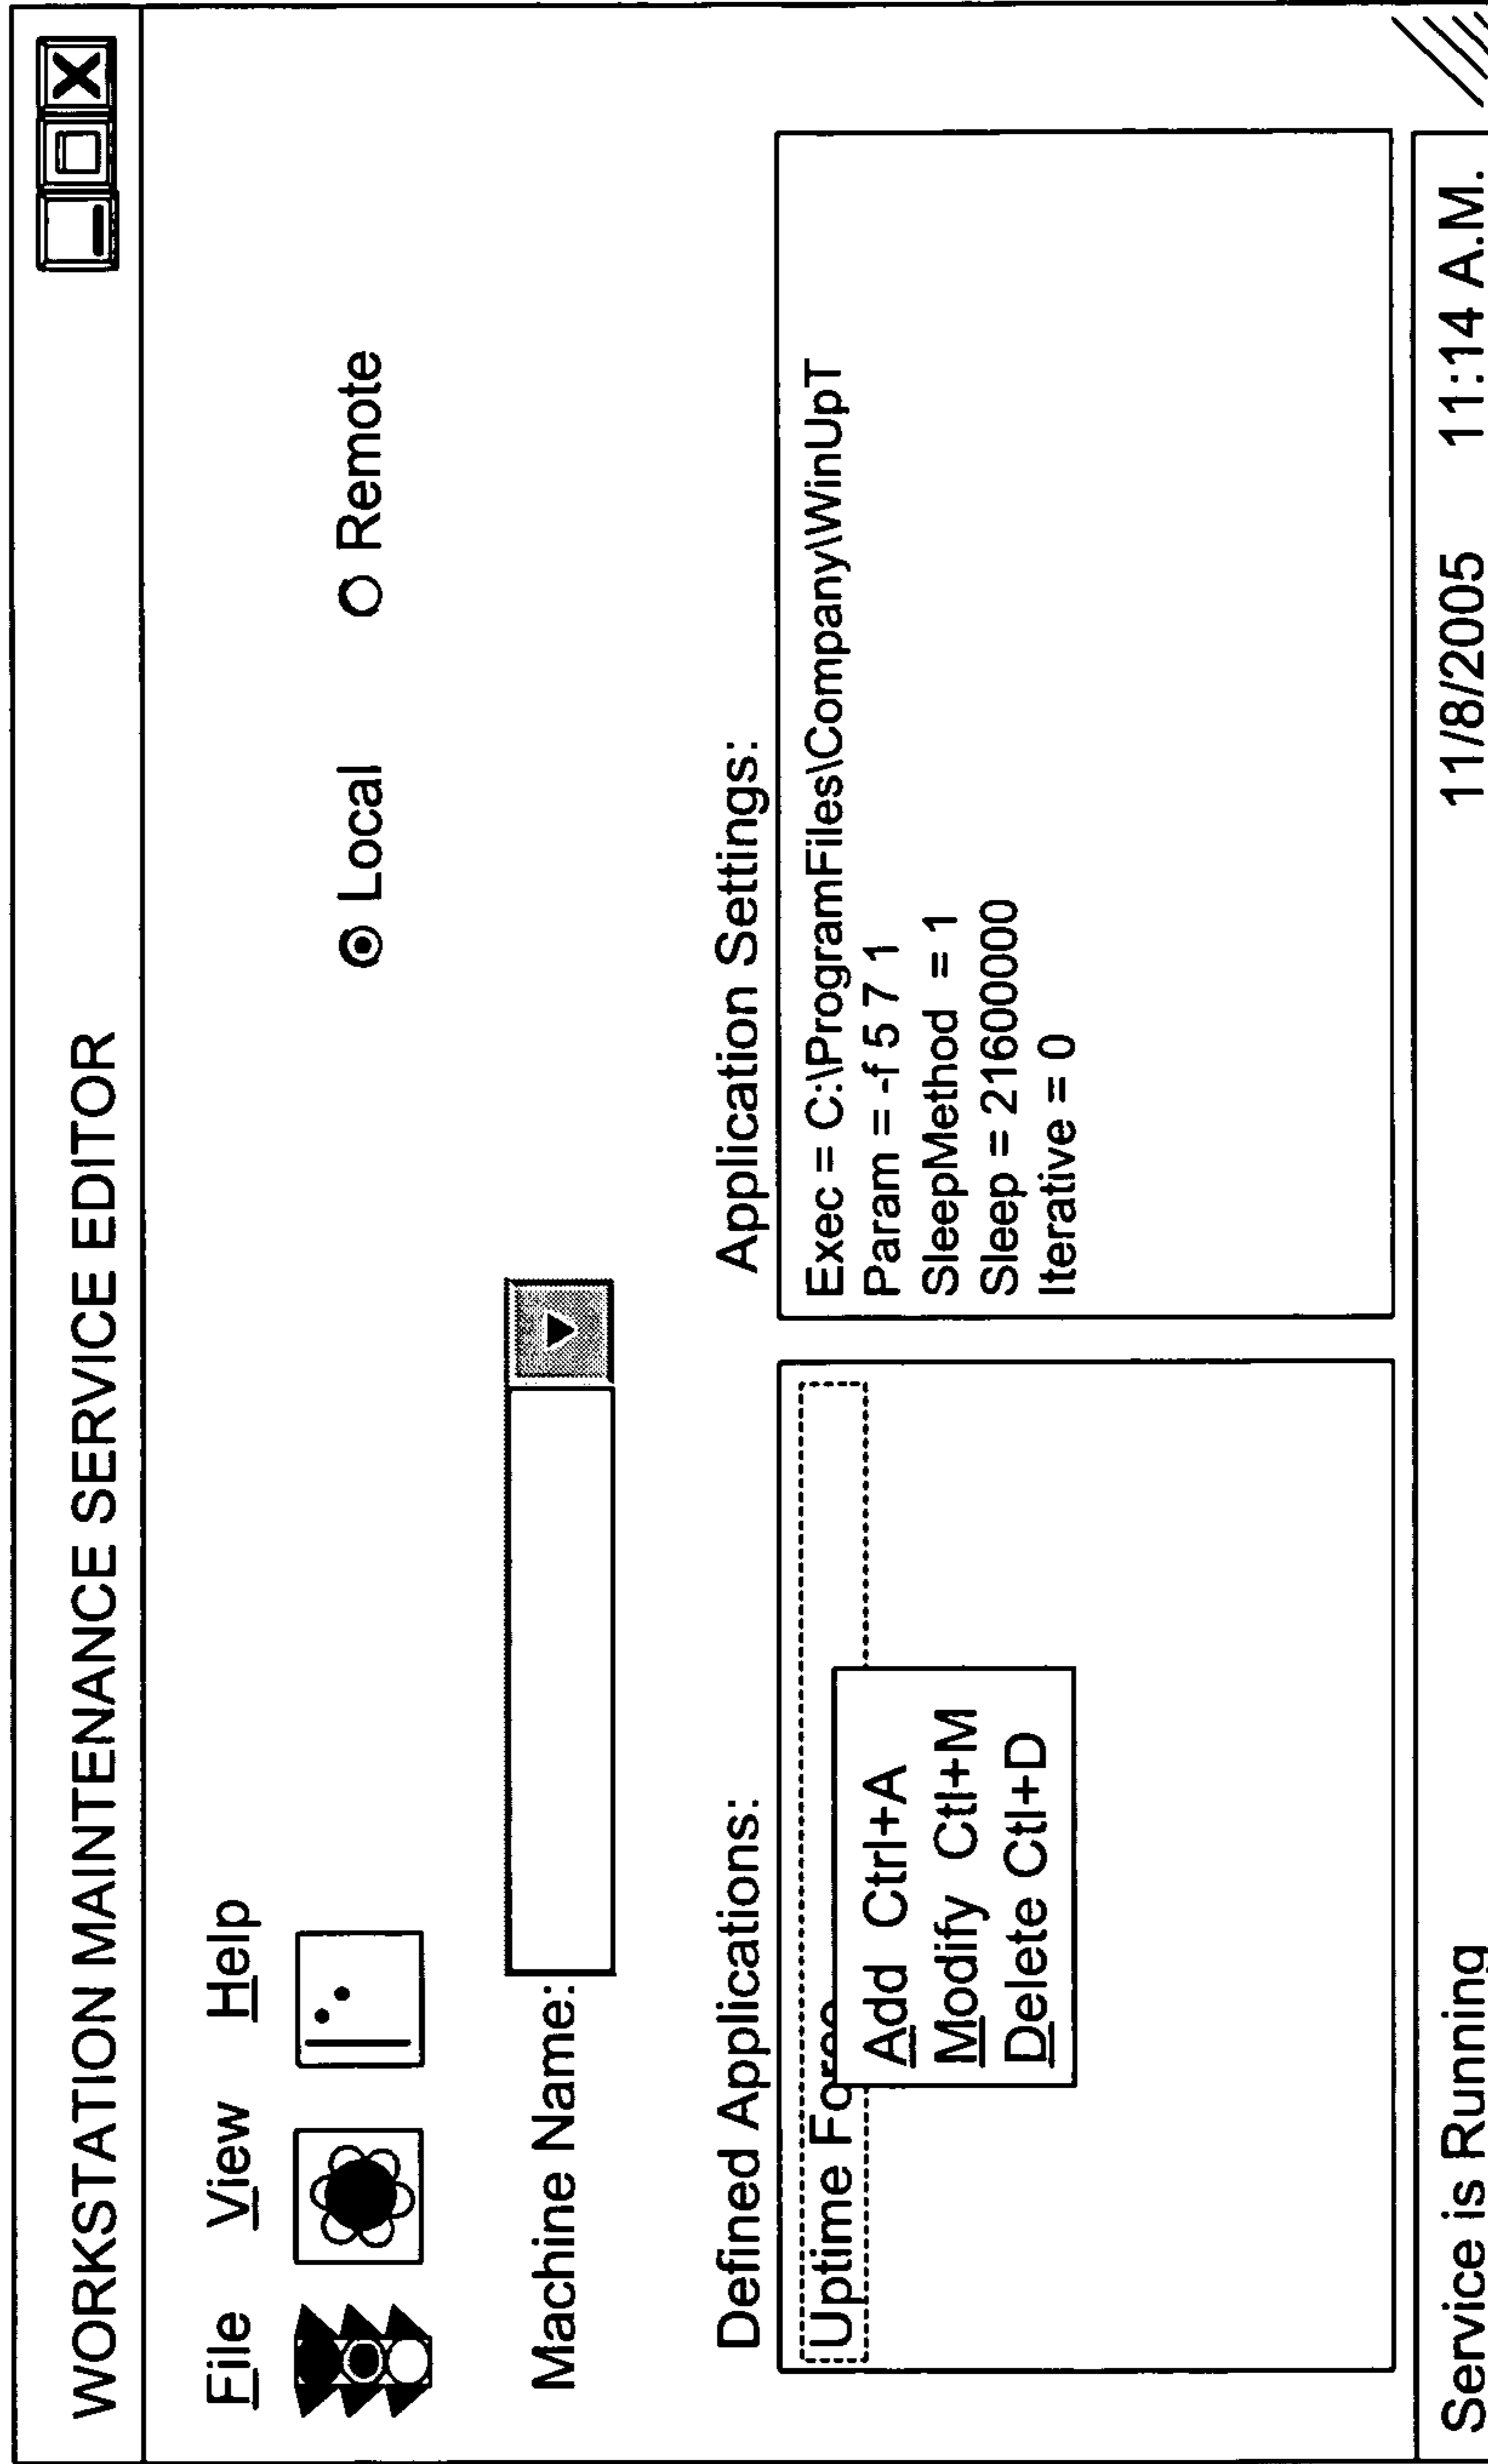 WORKSTATION MAINTENANCE SERVICE EDITOR
File View Help
Local Remote
Machine Name:
Defined Applications:
Uptime Force
Add Ctrl+A
Modify Ctl+M
Delete Ctl+D
Application Settings:
Exec = C:\ProgramFiles\Company\WinUpT
Param = -f 5 7 1
SleepMethod = 1
Sleep = 21600000
Iterative = 0
Service is Running 11/8/2005 11:14 A.M.